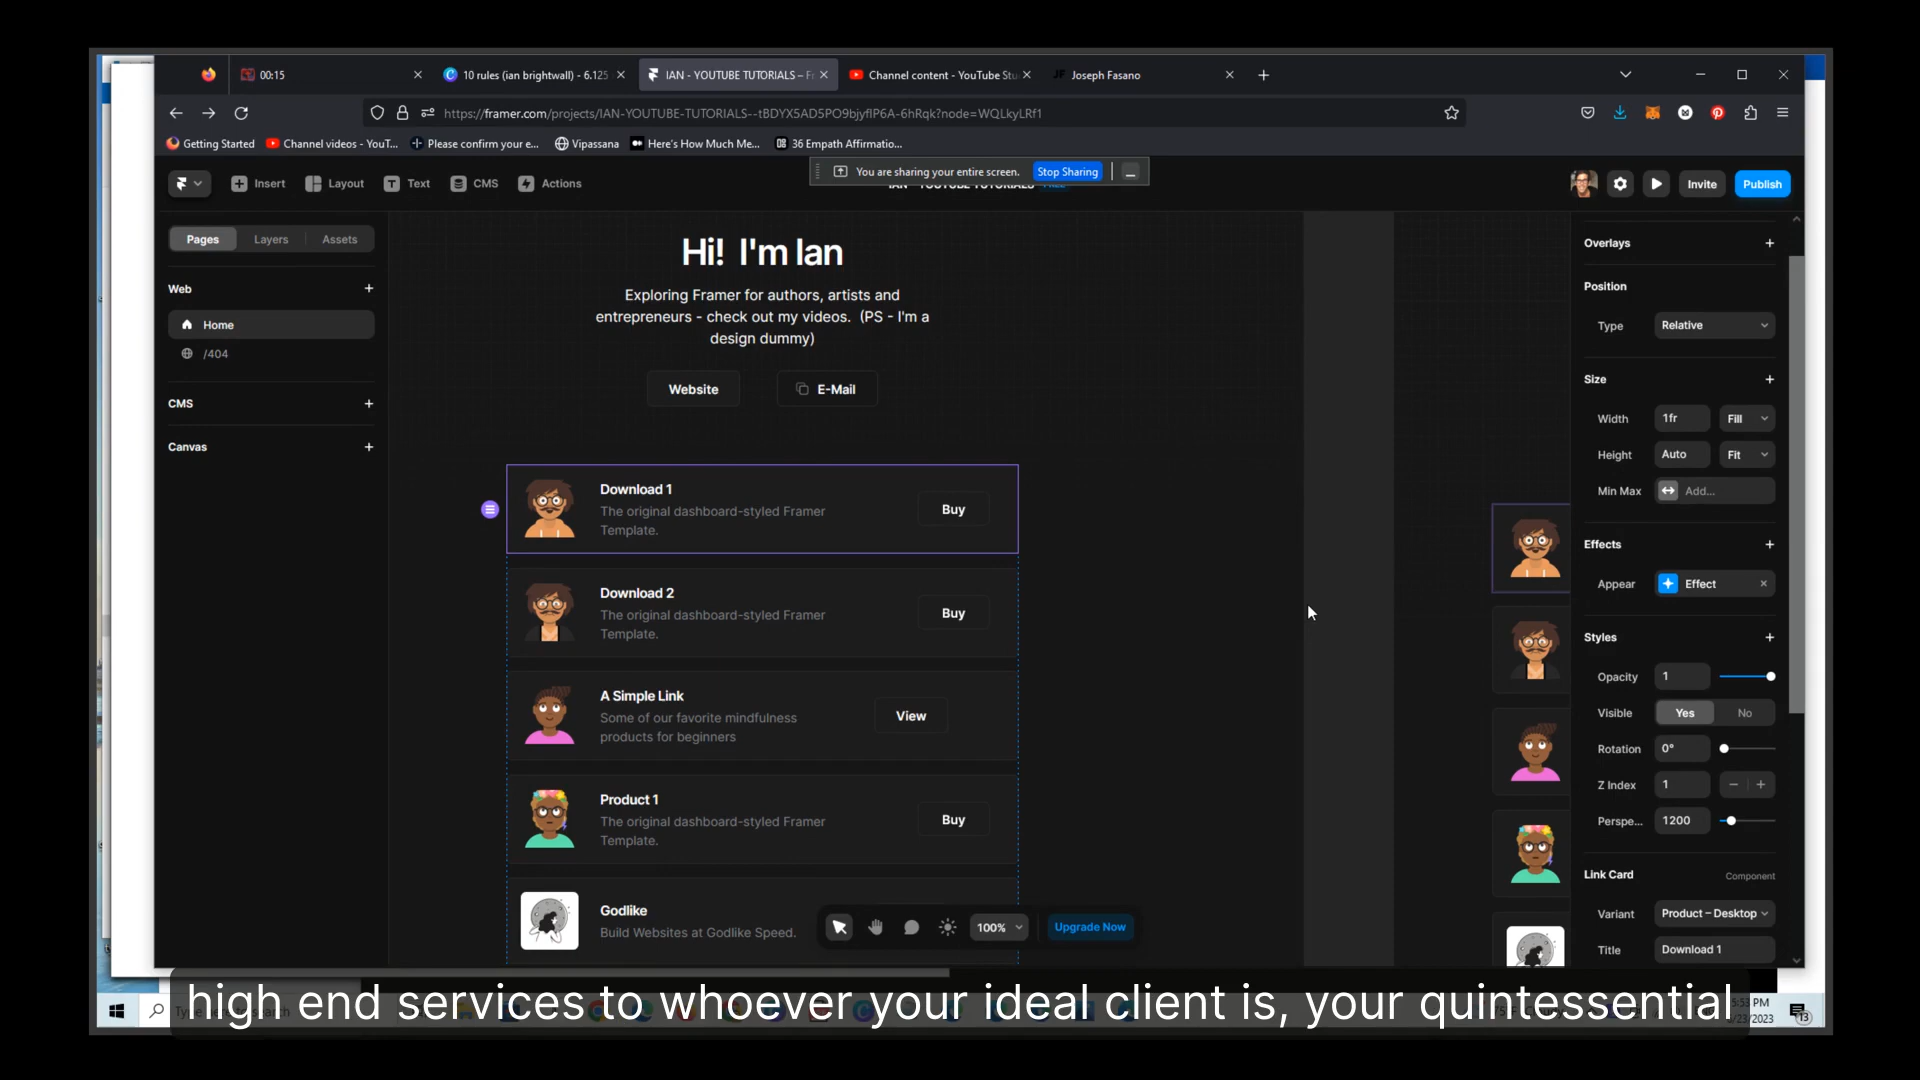 00:15
10 rules (ian brightwall) - 6.125
IAN - YOUTUBE TUTORIALS – Fr
Channel content - YouTube Stu
JF Joseph Fasano
https://framer.com/projects/IAN-YOUTUBE-TUTORIALS--tBDYX5AD5PO9bjyfIP6A-6hRqk?node=WQLkyLRf1
Getting Started
Channel videos - YouT...
Please confirm your e...
Vipassana
Here's How Much Me...
36 Empath Affirmatio...
You are sharing your entire screen.
Stop Sharing
Insert
Layout
Text
CMS
Actions
IAN - YOUTUBE TUTORIALS
Invite
Publish
Pages
Layers
Assets
Web
Home
/404
CMS
Canvas
Hi! I'm Ian
Exploring Framer for authors, artists and
entrepreneurs - check out my videos. (PS - I'm a
design dummy)
Website
E-Mail
Download 1
The original dashboard-styled Framer
Template.
Buy
Download 2
The original dashboard-styled Framer
Template.
Buy
A Simple Link
Some of our favorite mindfulness
products for beginners
View
Product 1
The original dashboard-styled Framer
Template.
Buy
Godlike
Build Websites at Godlike Speed.
100%
Upgrade Now
Overlays
Position
Type
Relative
Size
Width
1fr
Fill
Height
Auto
Fit
Min Max
Add...
Effects
Appear
Effect
Styles
Opacity
1
Visible
Yes
No
Rotation
0°
Z Index
1
Perspe...
1200
Link Card
Component
Variant
Product – Desktop
Title
Download 1
high end services to whoever your ideal client is, your quintessential
PM
/23/2023
13